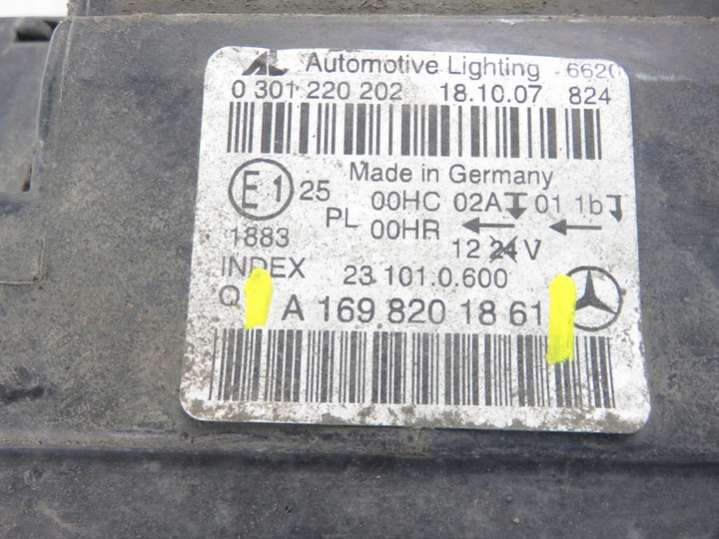 AL Automotive Lighting 6620
0 301 220 202 18.10.07 824
Made in Germany
E1 25 00HC 02A 01 1b
PL 00HR ← ←
1883 12 24 V
INDEX 23 101.0.600
Q A 169 820 18 61